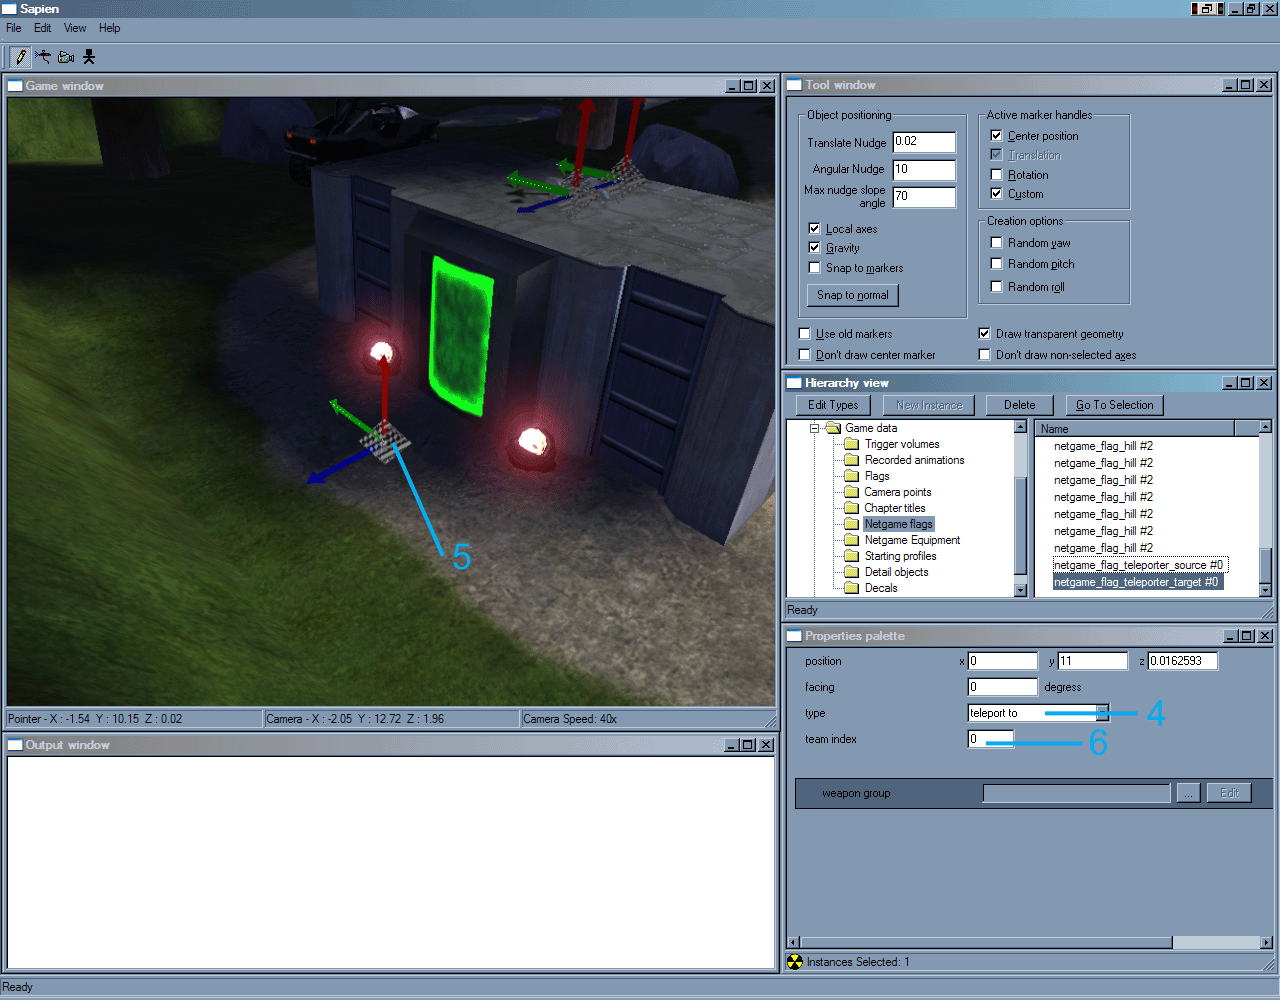 Sapien
File Edit View Help
Game window
5
Pointer - X : -1.54 Y : 10.15 Z : 0.02
Camera - X : -2.05 Y : 12.72 Z : 1.96
Camera Speed: 40x
Output window
Tool window
Object positioning
Translate Nudge 0.02
Angular Nudge 10
Max nudge slope
angle 70
Local axes
Gravity
Snap to markers
Snap to normal
Active marker handles
Center position
Translation
Rotation
Custom
Creation options
Random yaw
Random pitch
Random roll
Use old markers
Draw transparent geometry
Don't draw center marker
Don't draw non-selected axes
Hierarchy view
Edit Types New Instance Delete Go To Selection
Game data
Trigger volumes
Recorded animations
Flags
Camera points
Chapter titles
Netgame flags
Netgame Equipment
Starting profiles
Detail objects
Decals
Name
netgame_flag_hill #2
netgame_flag_hill #2
netgame_flag_hill #2
netgame_flag_hill #2
netgame_flag_hill #2
netgame_flag_hill #2
netgame_flag_hill #2
netgame_flag_teleporter_source #0
netgame_flag_teleporter_target #0
Ready
Properties palette
position x 0 y 11 z 0.0162593
facing 0 degress
type teleport to 4
team index 0 6
weapon group ... Edit
Instances Selected: 1
Ready